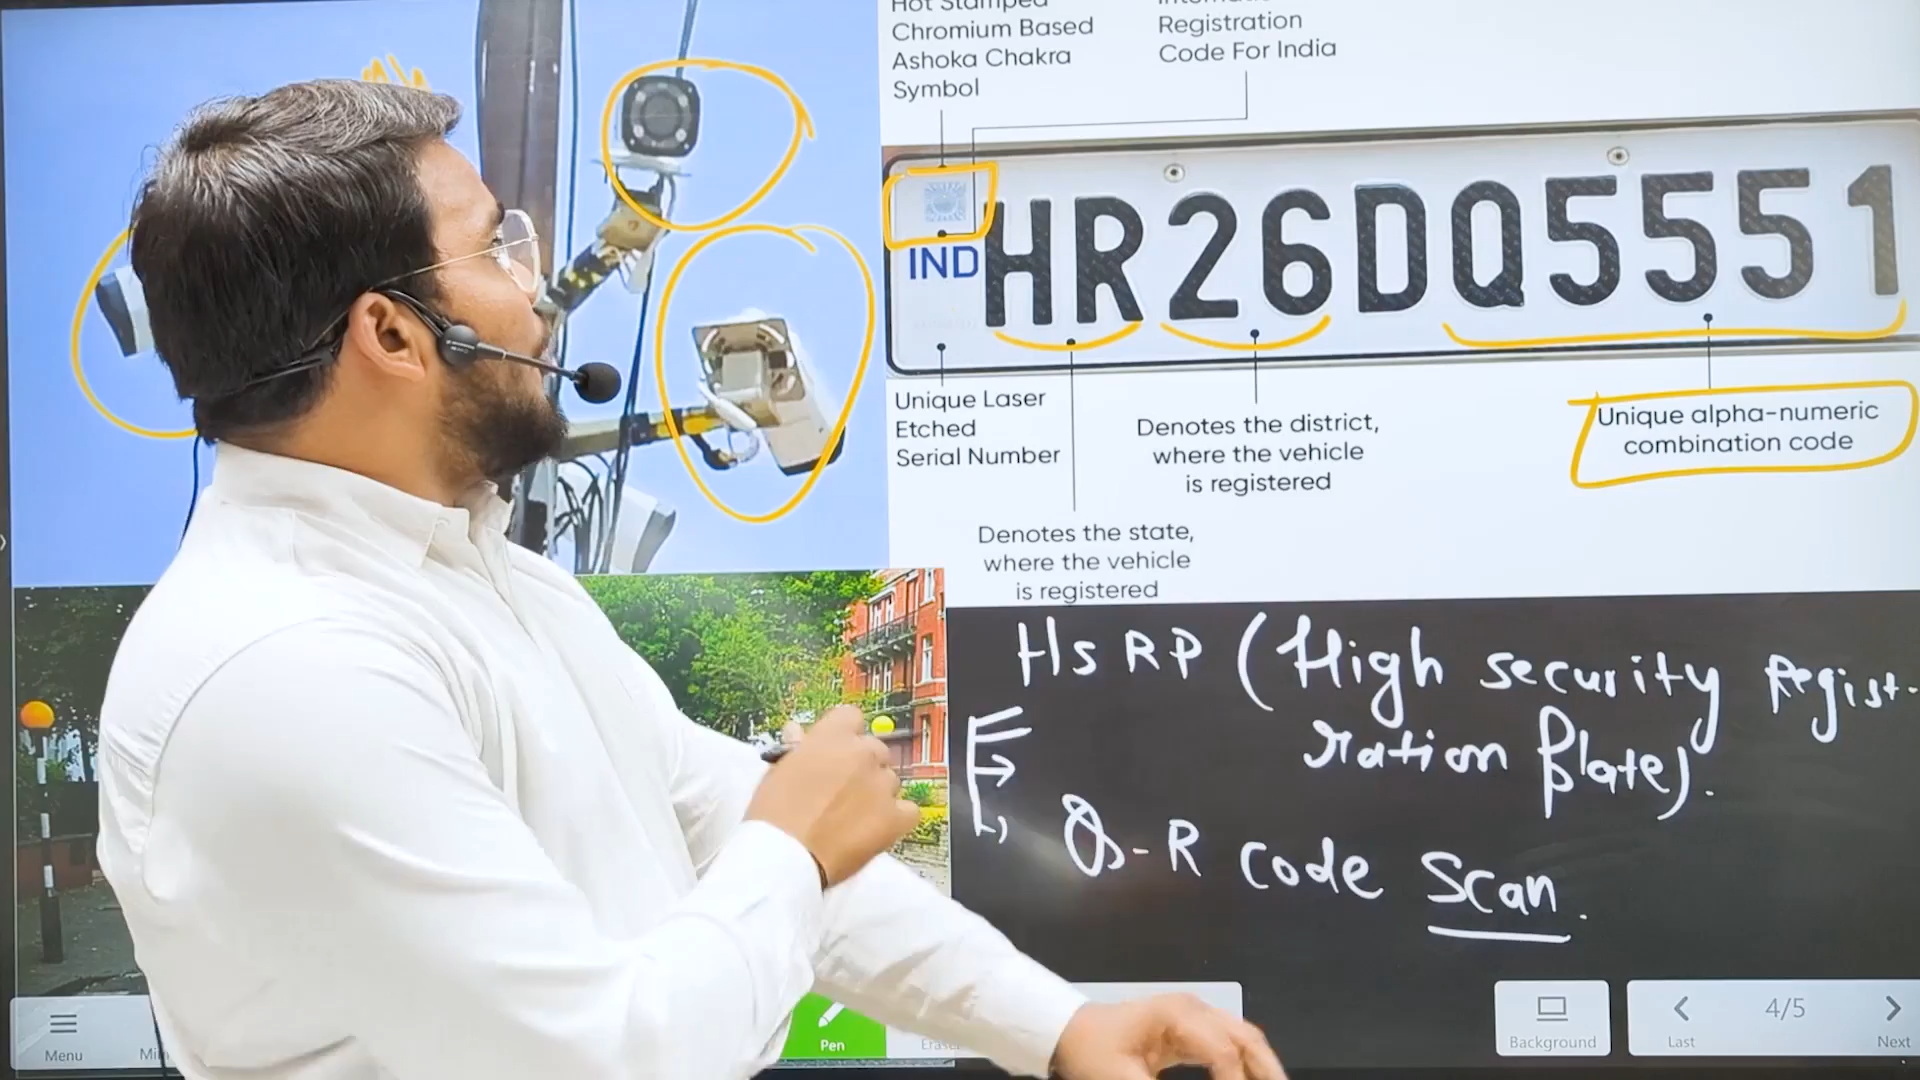 Hot Stamped
Chromium Based
Ashoka Chakra
Symbol
Registration
Code For India
IND
HR26DQ5551
Unique Laser
Etched
Serial Number
Denotes the state,
where the vehicle
is registered
Denotes the district,
where the vehicle
is registered
Unique alpha-numeric
combination code
HSRP (High security Regist-
ration Plate).
Q-R code Scan.
Menu
Pen
Background
Last
4/5
Next